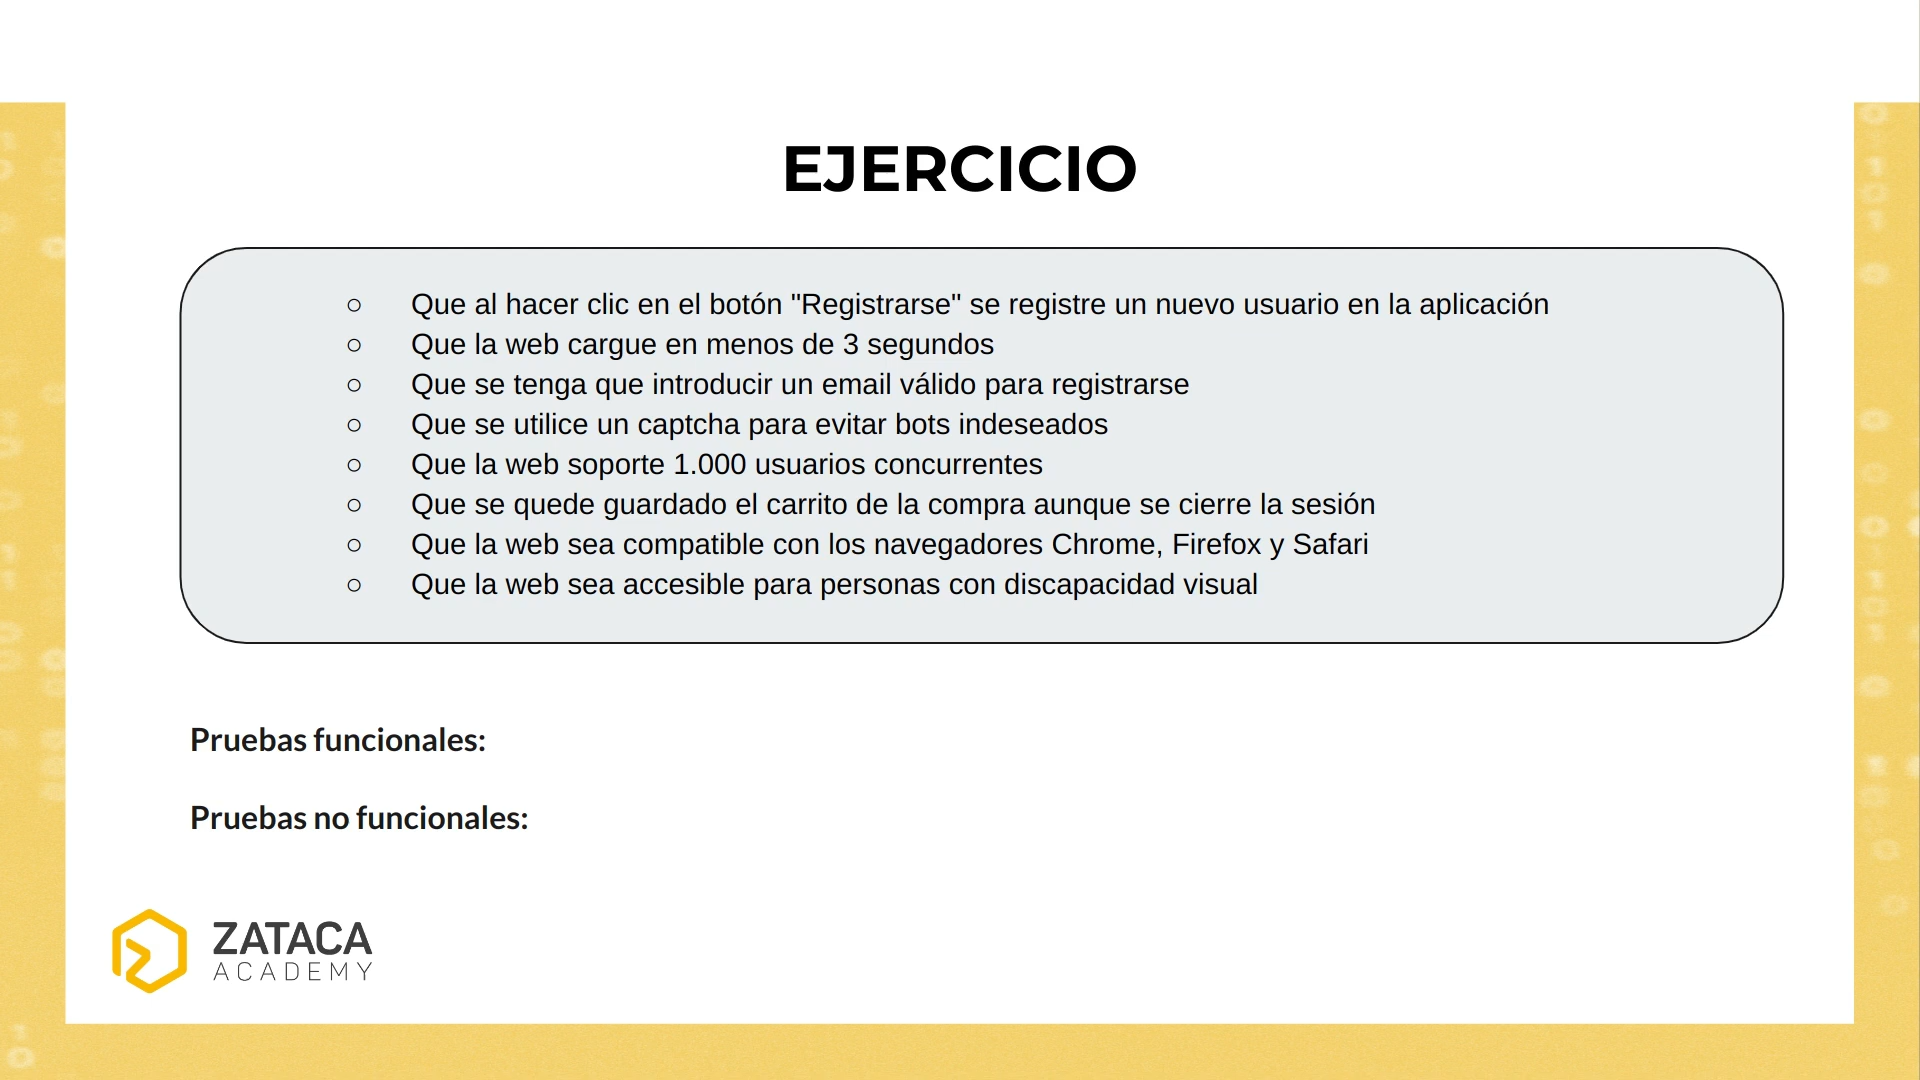 EJERCICIO
○ Que al hacer clic en el botón "Registrarse" se registre un nuevo usuario en la aplicación
○ Que la web cargue en menos de 3 segundos
○ Que se tenga que introducir un email válido para registrarse
○ Que se utilice un captcha para evitar bots indeseados
○ Que la web soporte 1.000 usuarios concurrentes
○ Que se quede guardado el carrito de la compra aunque se cierre la sesión
○ Que la web sea compatible con los navegadores Chrome, Firefox y Safari
○ Que la web sea accesible para personas con discapacidad visual
Pruebas funcionales:
Pruebas no funcionales:
ZATACA
ACADEMY